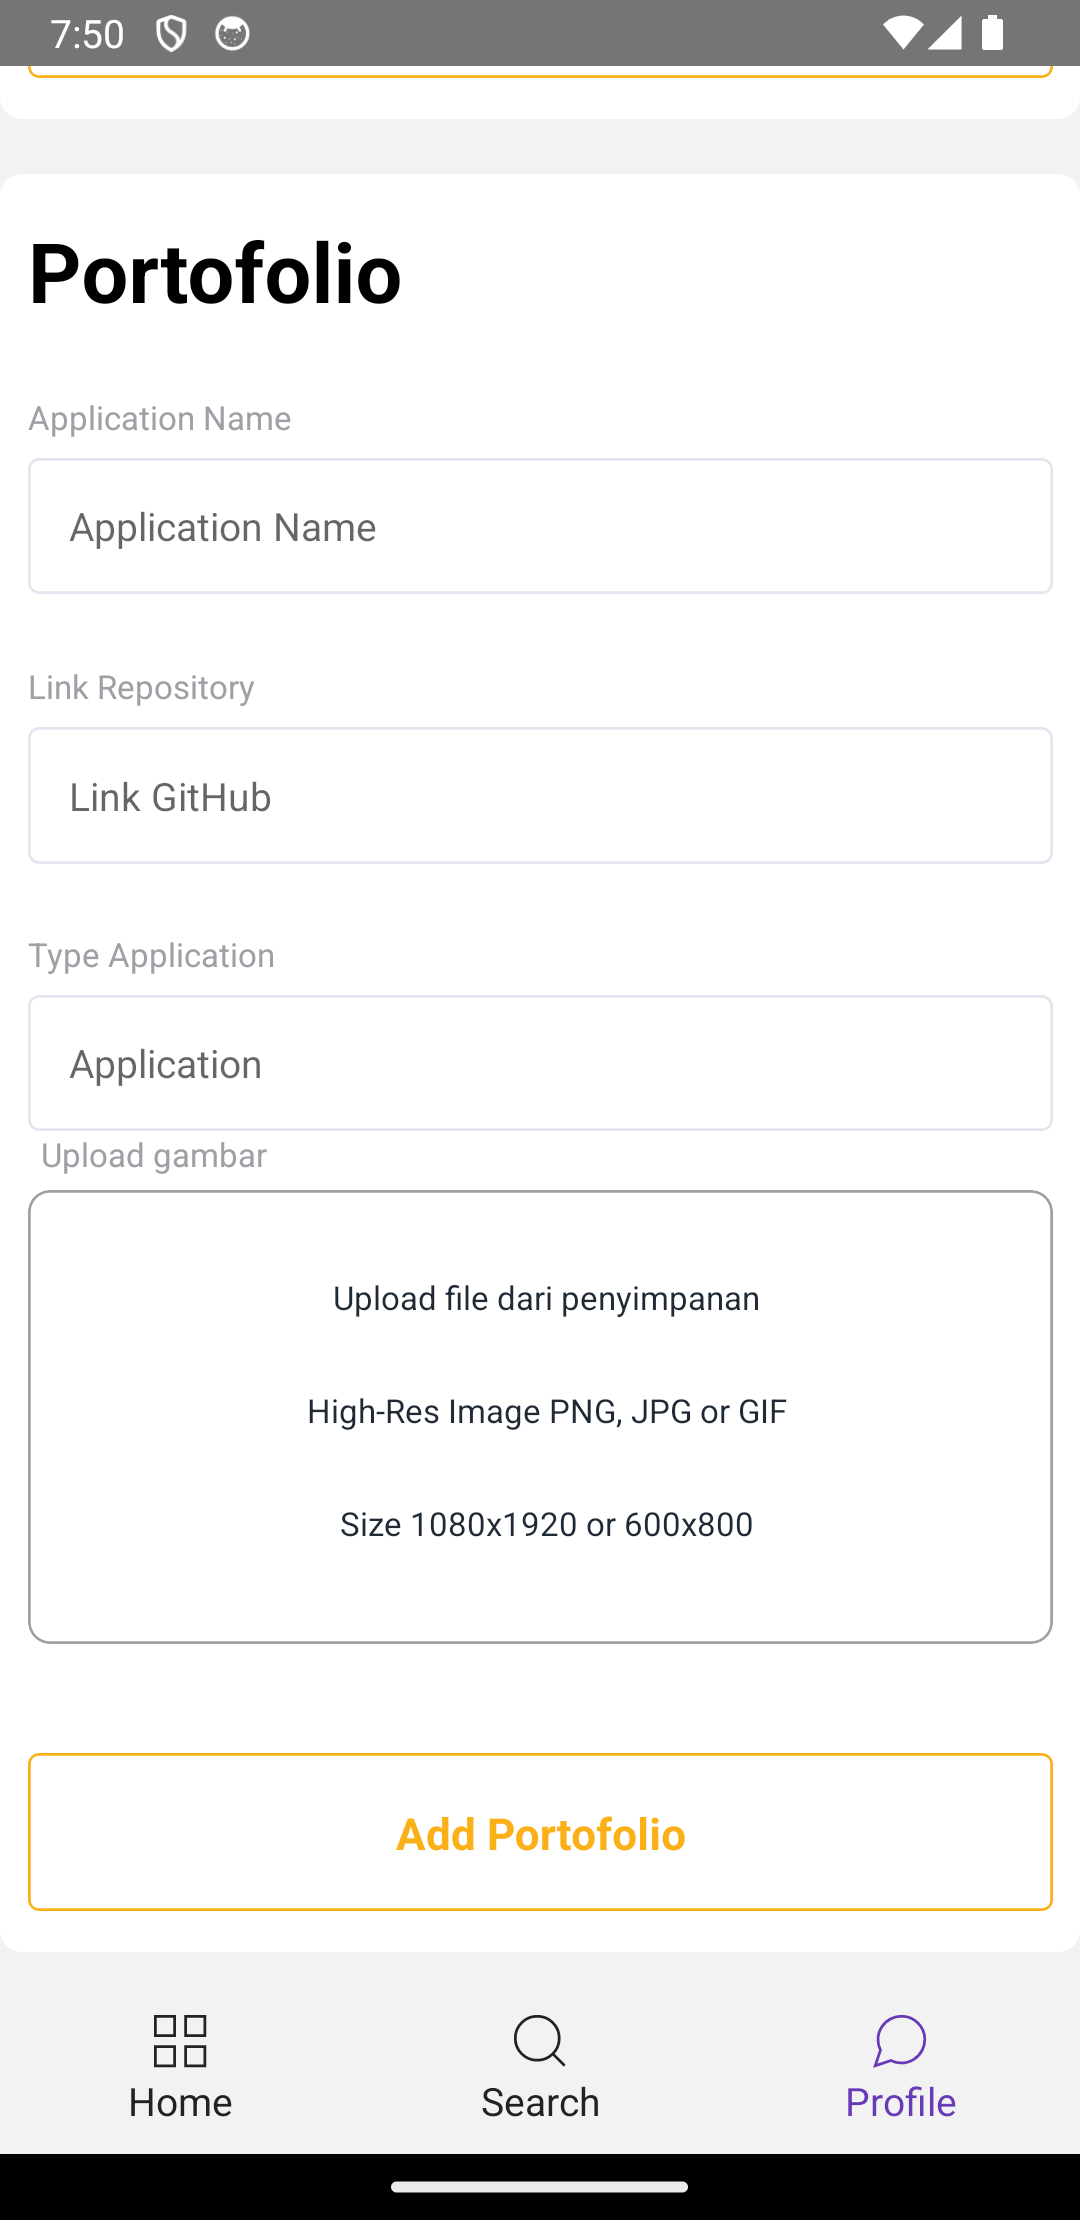 7:50
Portofolio
Application Name
Application Name
Link Repository
Link GitHub
Type Application
Application
Upload gambar
Upload file dari penyimpanan
High-Res Image PNG, JPG or GIF
Size 1080x1920 or 600x800
Add Portofolio
Home
Search
Profile